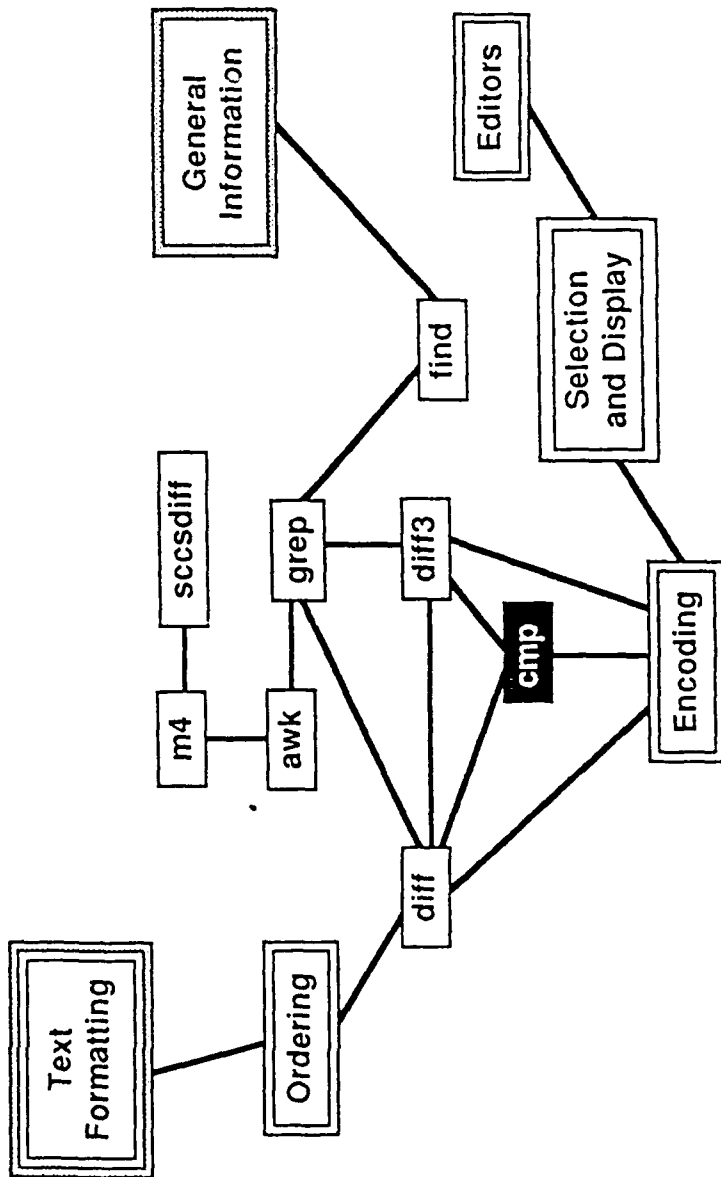 Text
Formatting
m4
sccsdiff
General
Information
Ordering
awk
grep
diff
diff3
find
cmp
Editors
Selection
and Display
Encoding